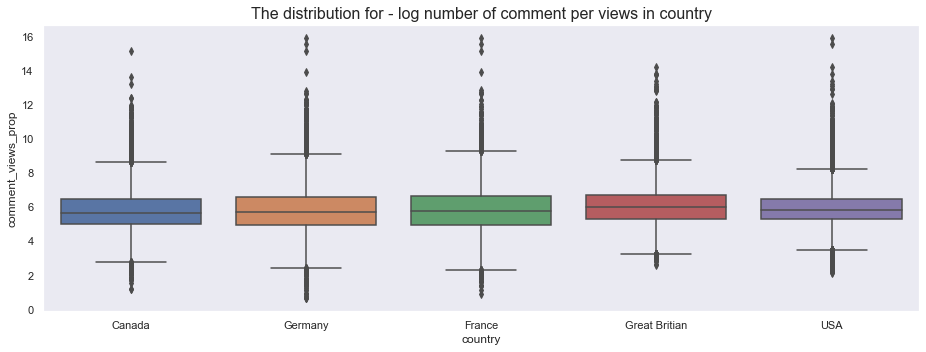 The distribution for - log number of comment per views in country
comment_views_prop
16
14
12
10
8
6
4
2
0
Canada
Germany
France
Great Britian
USA
country